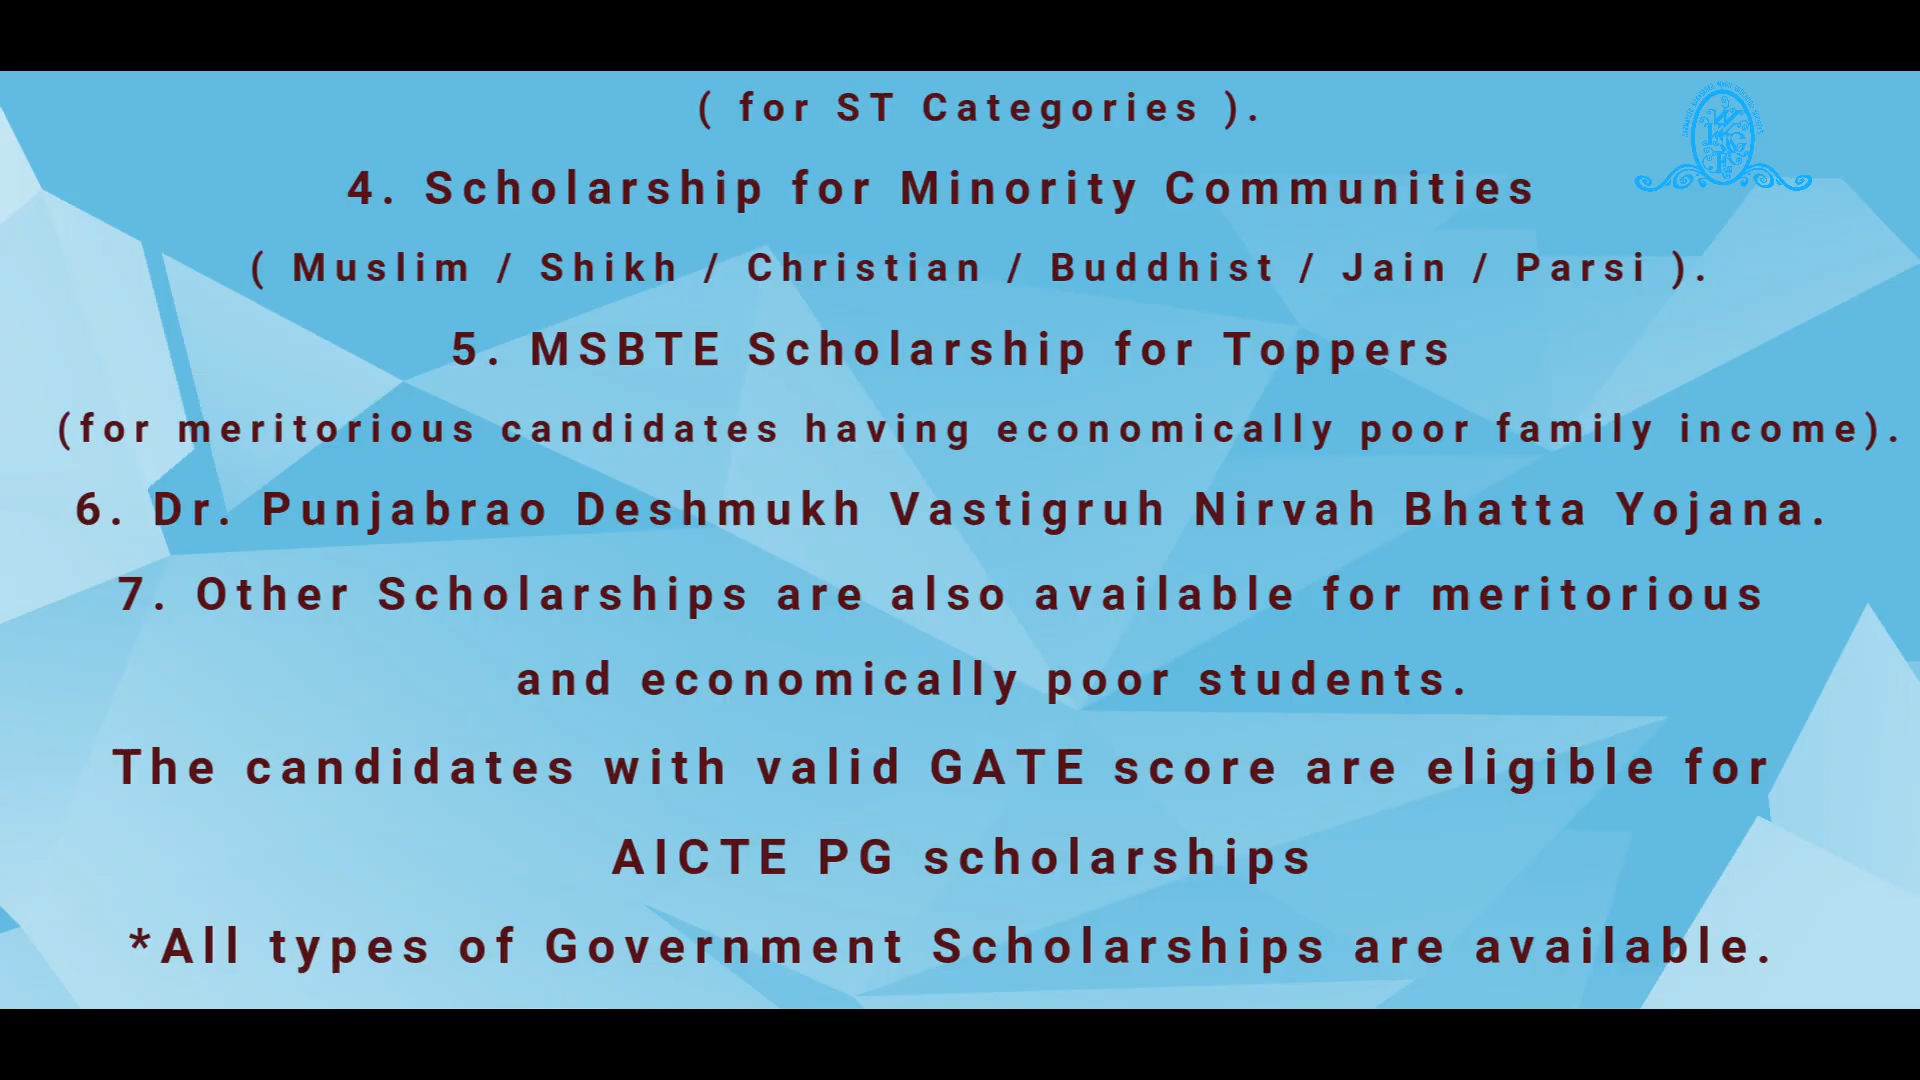 ( for ST Categories ).
4. Scholarship for Minority Communities
( Muslim / Shikh / Christian / Buddhist / Jain / Parsi ).
5. MSBTE Scholarship for Toppers
(for meritorious candidates having economically poor family income).
6. Dr. Punjabrao Deshmukh Vastigruh Nirvah Bhatta Yojana.
7. Other Scholarships are also available for meritorious
and economically poor students.
The candidates with valid GATE score are eligible for
AICTE PG scholarships
*All types of Government Scholarships are available.